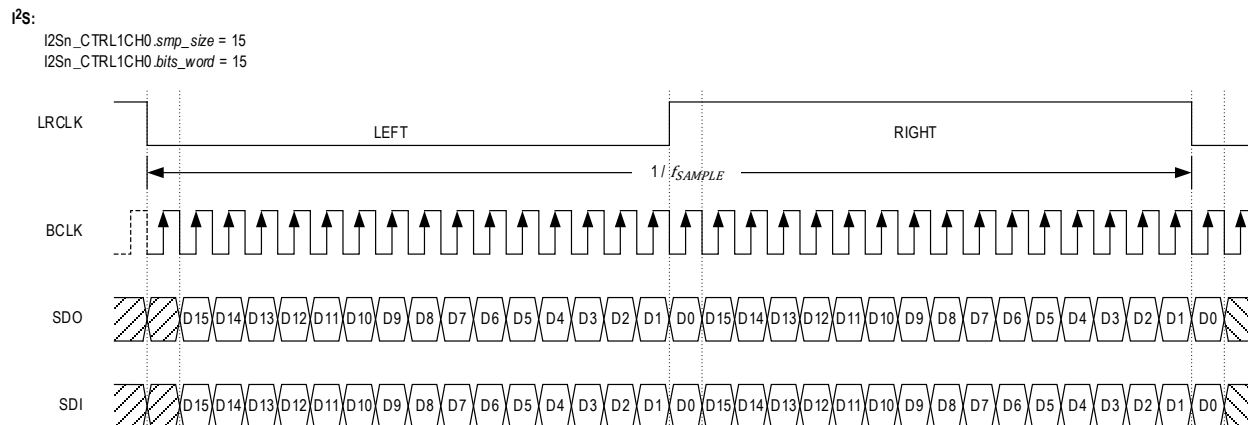 I²S:
I2Sn_CTRL1CH0.smp_size = 15
I2Sn_CTRL1CH0.bits_word = 15
LRCLK LEFT RIGHT
1 / fSAMPLE
BCLK
SDO D15 D14 D13 D12 D11 D10 D9 D8 D7 D6 D5 D4 D3 D2 D1 D0 D15 D14 D13 D12 D11 D10 D9 D8 D7 D6 D5 D4 D3 D2 D1 D0
SDI D15 D14 D13 D12 D11 D10 D9 D8 D7 D6 D5 D4 D3 D2 D1 D0 D15 D14 D13 D12 D11 D10 D9 D8 D7 D6 D5 D4 D3 D2 D1 D0